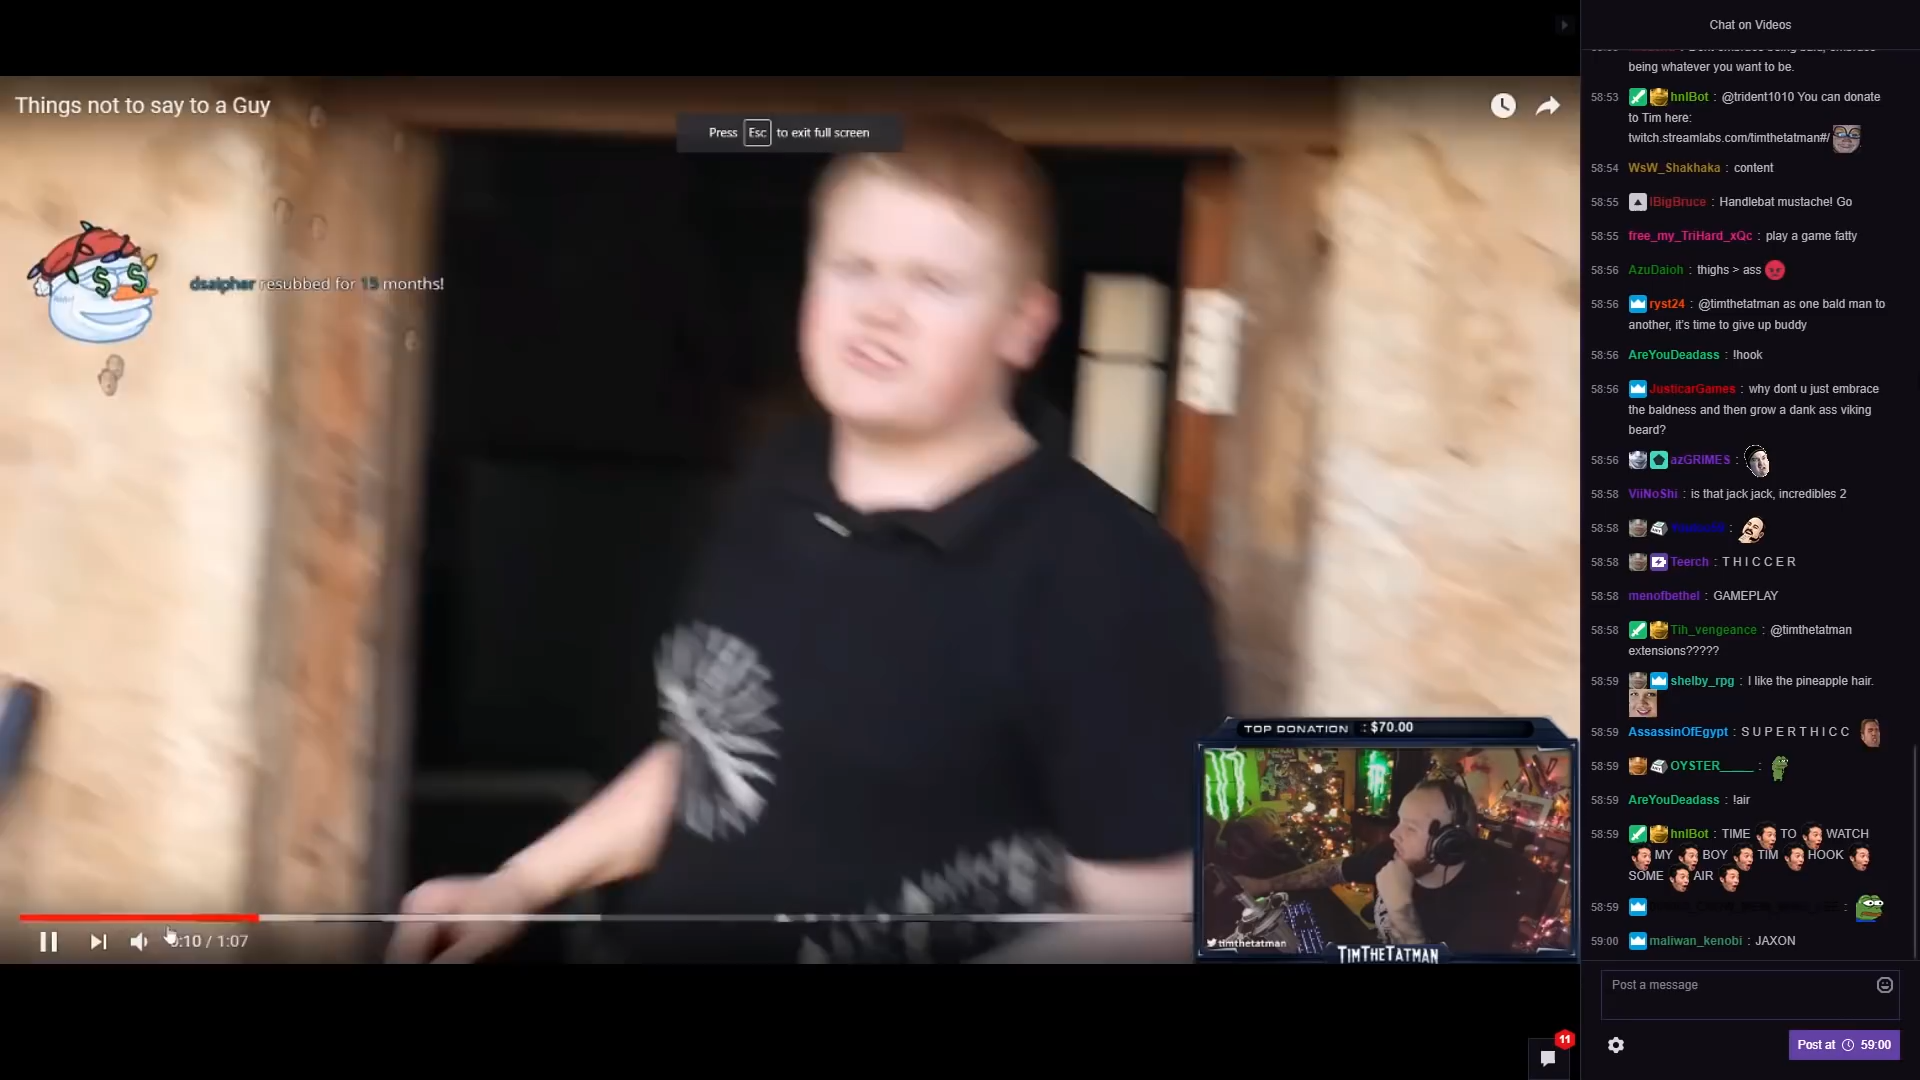 Things not to say to a Guy
Press Esc to exit full screen
dsaipher resubbed for 15 months!
TOP DONATION : $70.00
timthetatman
TIMTHETATMAN
0:10 / 1:07
Chat on Videos
being whatever you want to be.
58:53 hnlBot : @trident1010 You can donate
to Tim here:
twitch.streamlabs.com/timthetatman#/
58:54 WsW_Shakhaka : content
58:55 IBigBruce : Handlebat mustache! Go
58:55 free_my_TriHard_xQc : play a game fatty
58:56 AzuDaioh : thighs > ass
58:56 ryst24 : @timthetatman as one bald man to
another, it's time to give up buddy
58:56 AreYouDeadass : !hook
58:56 JusticarGames : why dont u just embrace
the baldness and then grow a dank ass viking
beard?
58:56 azGRIMES :
58:58 ViiNoShi : is that jack jack, incredibles 2
58:58 :
58:58 Teerch : T H I C C E R
58:58 menofbethel : GAMEPLAY
58:58 Tih_vengeance : @timthetatman
extensions?????
58:59 shelby_rpg : I like the pineapple hair.
58:59 AssassinOfEgypt : S U P E R T H I C C
58:59 OYSTER_____ :
58:59 AreYouDeadass : !air
58:59 hnlBot : TIME TO WATCH
MY BOY TIM HOOK
SOME AIR
58:59 :
59:00 maliwan_kenobi : JAXON
Post a message
Post at 59:00
11